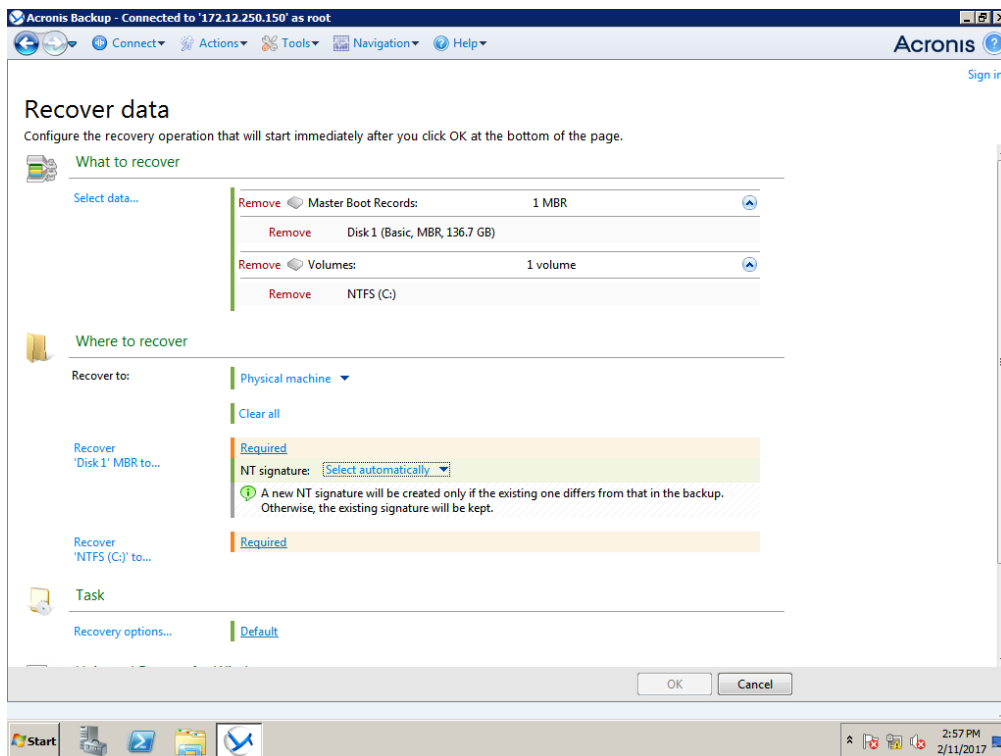 Acronis Backup - Connected to '172.12.250.150' as root
Connect Actions Tools Navigation Help Acronis ?
Sign in
Recover data
Configure the recovery operation that will start immediately after you click OK at the bottom of the page.
What to recover
Select data...
Remove Master Boot Records: 1 MBR
Remove Disk 1 (Basic, MBR, 136.7 GB)
Remove Volumes: 1 volume
Remove NTFS (C:)
Where to recover
Recover to: Physical machine
Clear all
Recover 'Disk 1' MBR to... Required
NT signature: Select automatically
A new NT signature will be created only if the existing one differs from that in the backup.
Otherwise, the existing signature will be kept.
Recover 'NTFS (C:)' to... Required
Task
Recovery options... Default
OK Cancel
Start 2:57 PM
2/11/2017